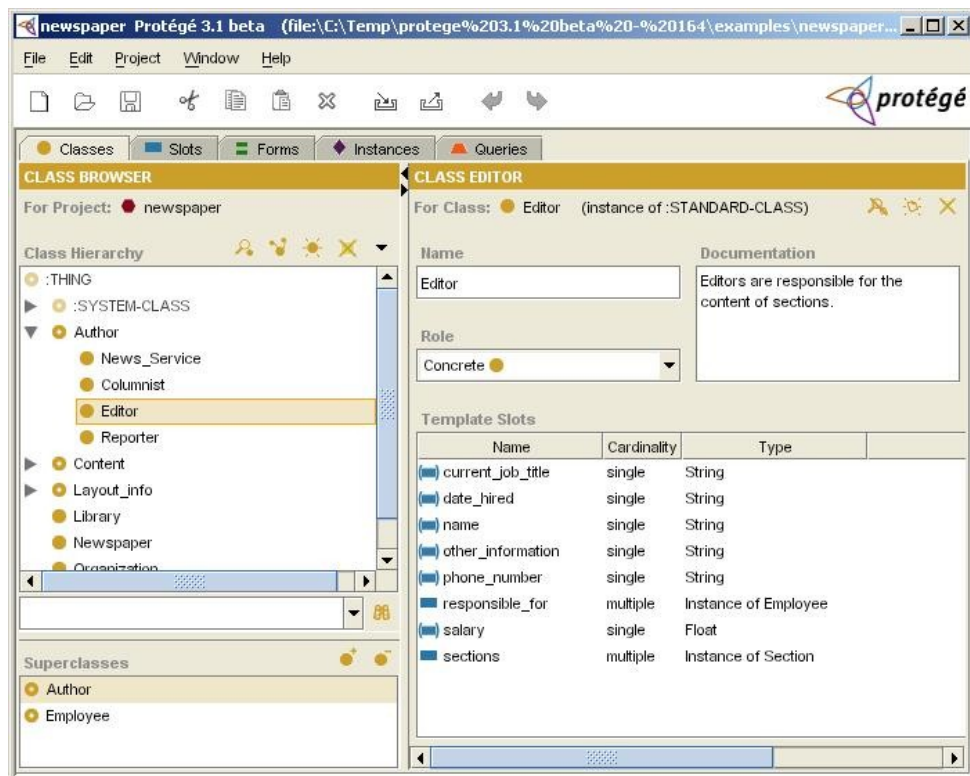 newspaper Protégé 3.1 beta (file:\C:\Temp\protege%203.1%20beta%20-%20164\examples\newspaper...
File Edit Project Window Help
protégé
Classes Slots Forms Instances Queries
CLASS BROWSER
For Project: newspaper
Class Hierarchy
:THING
:SYSTEM-CLASS
Author
News_Service
Columnist
Editor
Reporter
Content
Layout_info
Library
Newspaper
Organization
Superclasses
Author
Employee
CLASS EDITOR
For Class: Editor (instance of :STANDARD-CLASS)
Name
Editor
Documentation
Editors are responsible for the
content of sections.
Role
Concrete
Template Slots
Name Cardinality Type
current_job_title single String
date_hired single String
name single String
other_information single String
phone_number single String
responsible_for multiple Instance of Employee
salary single Float
sections multiple Instance of Section